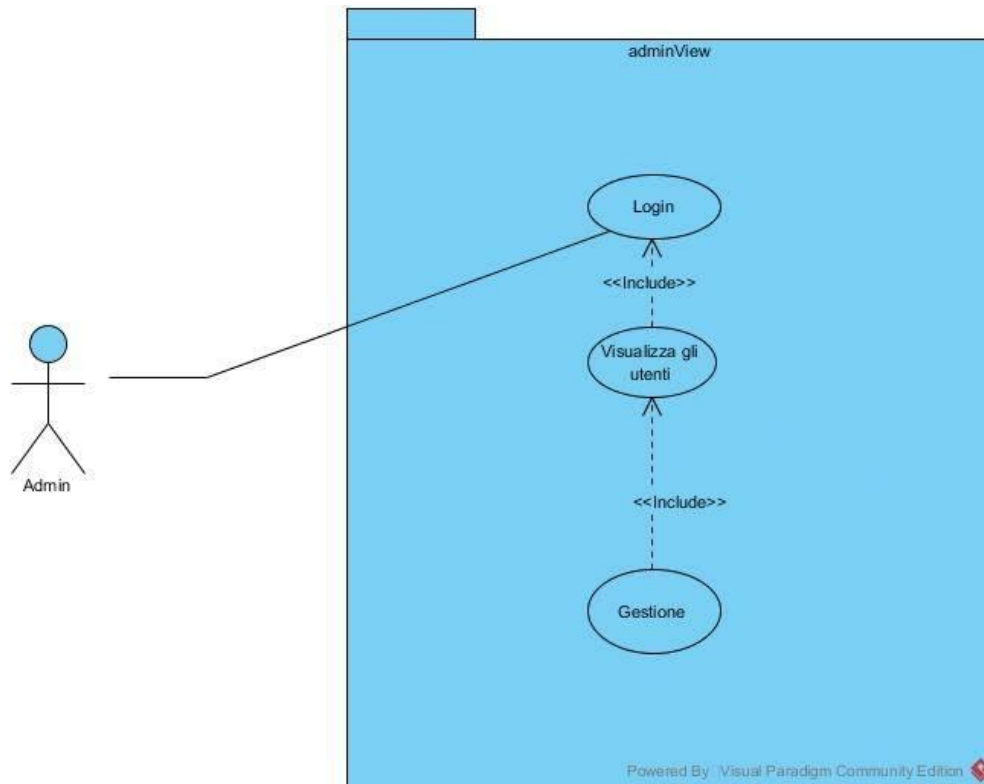 adminView
Login
<<Include>>
Visualizza gli
utenti
Admin
<<Include>>
Gestione
Powered By Visual Paradigm Community Edition